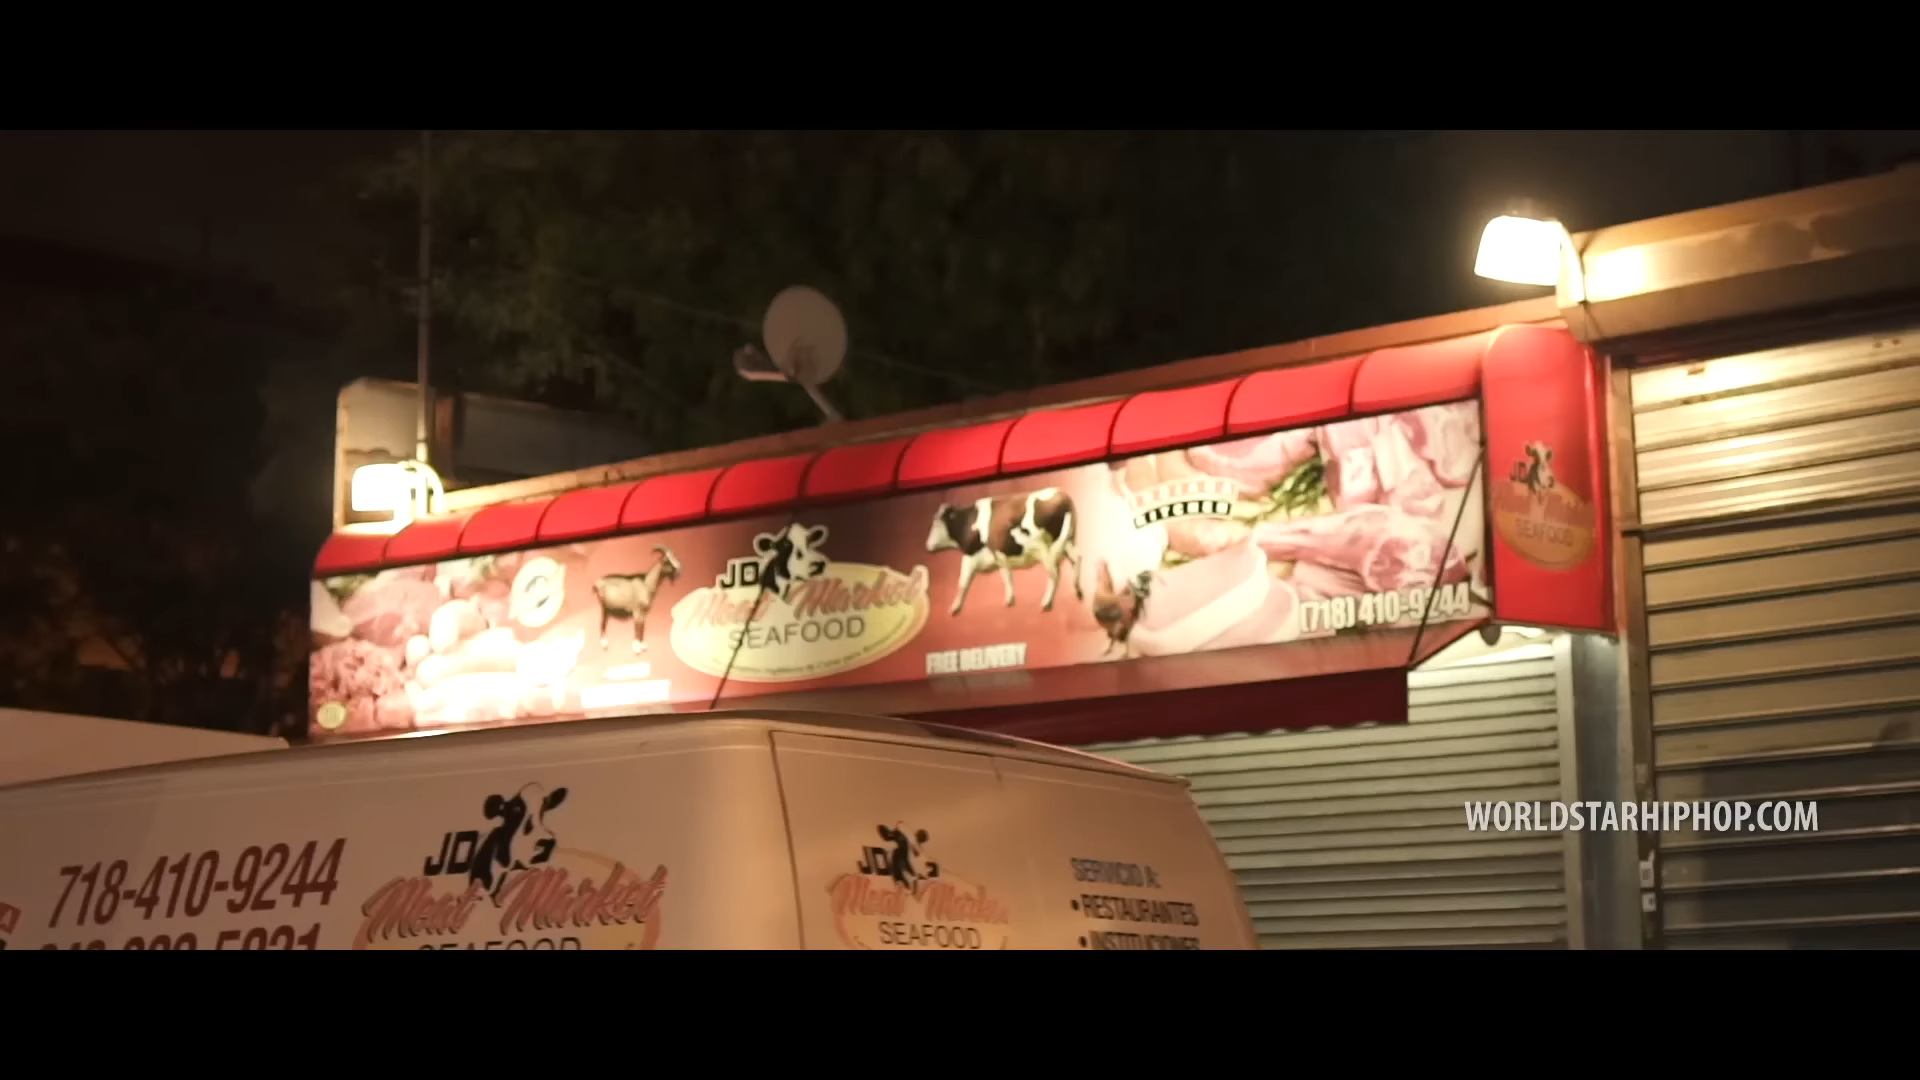 JD
Meat Market
SEAFOOD
FREE DELIVERY
(718) 410-9244
JD
Meat Market
SEAFOOD
WORLDSTARHIPHOP.COM
718-410-9244
JD
Meat Market
SEAFOOD
JD
Meat Market
SEAFOOD
SERVICIO A:
• RESTAURANTES
• INSTITUCIONES